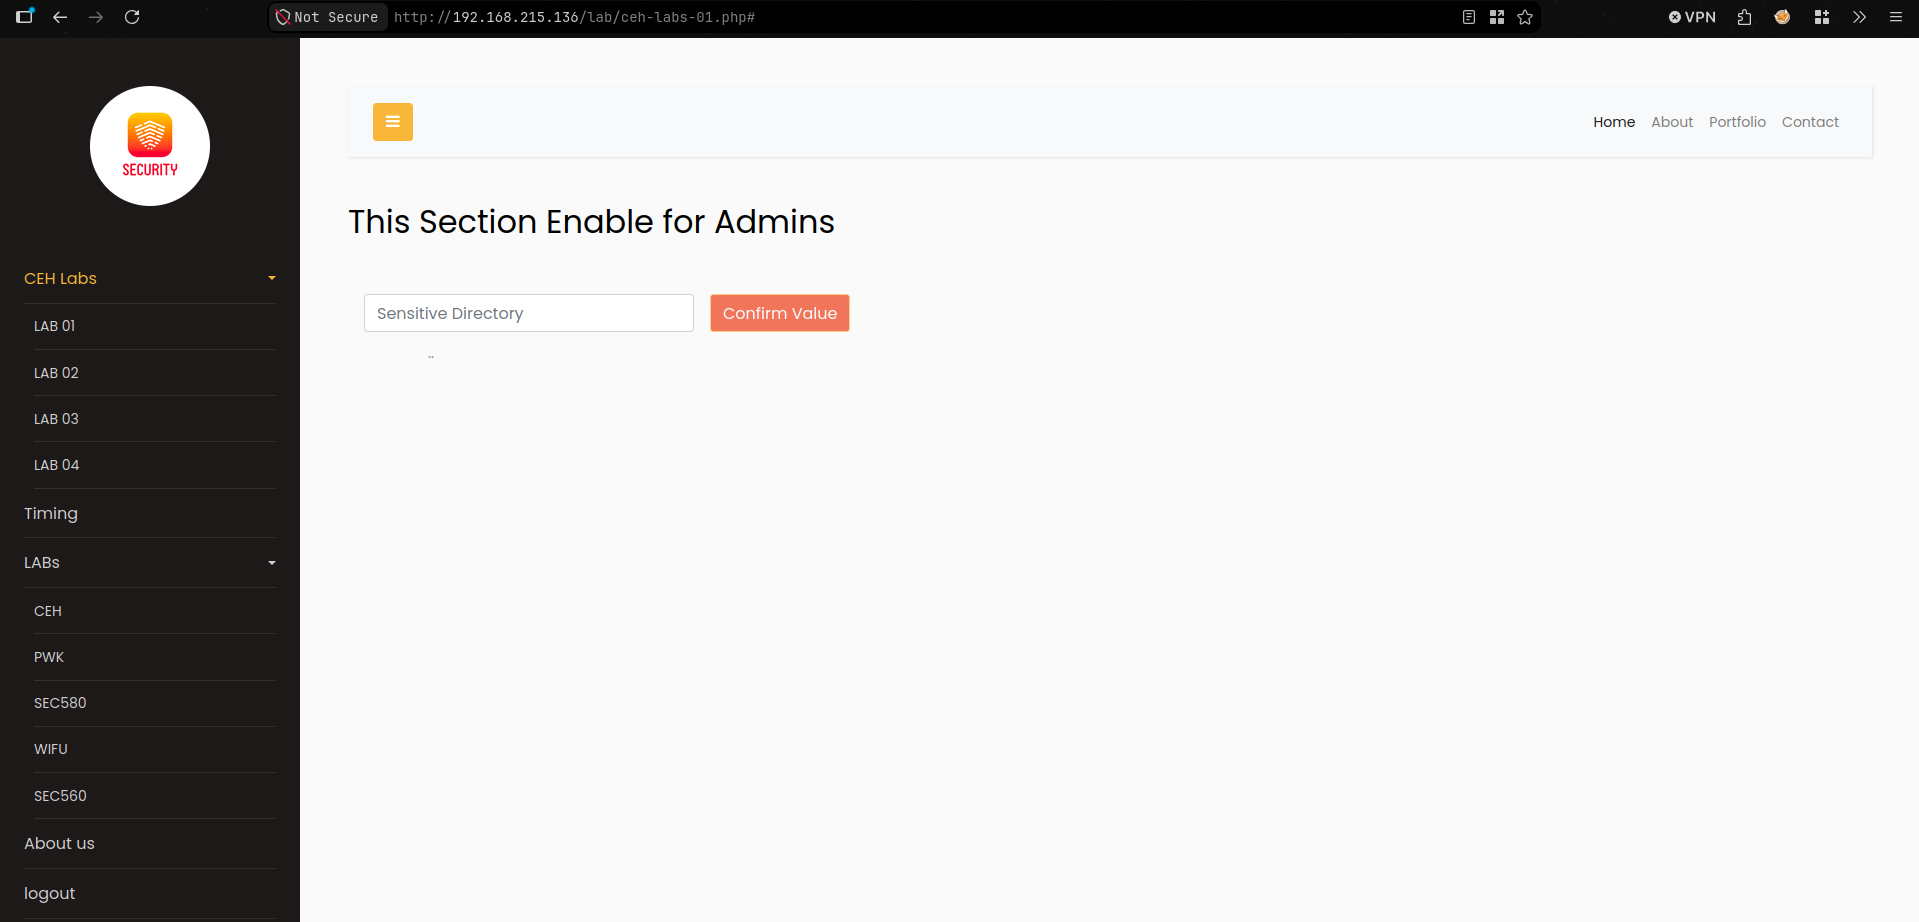 Not Secure http://192.168.215.136/lab/ceh-labs-01.php# VPN
SECURITY
CEH Labs
LAB 01
LAB 02
LAB 03
LAB 04
Timing
LABs
CEH
PWK
SEC580
WIFU
SEC560
About us
logout
Home About Portfolio Contact
This Section Enable for Admins
Sensitive Directory Confirm Value
..